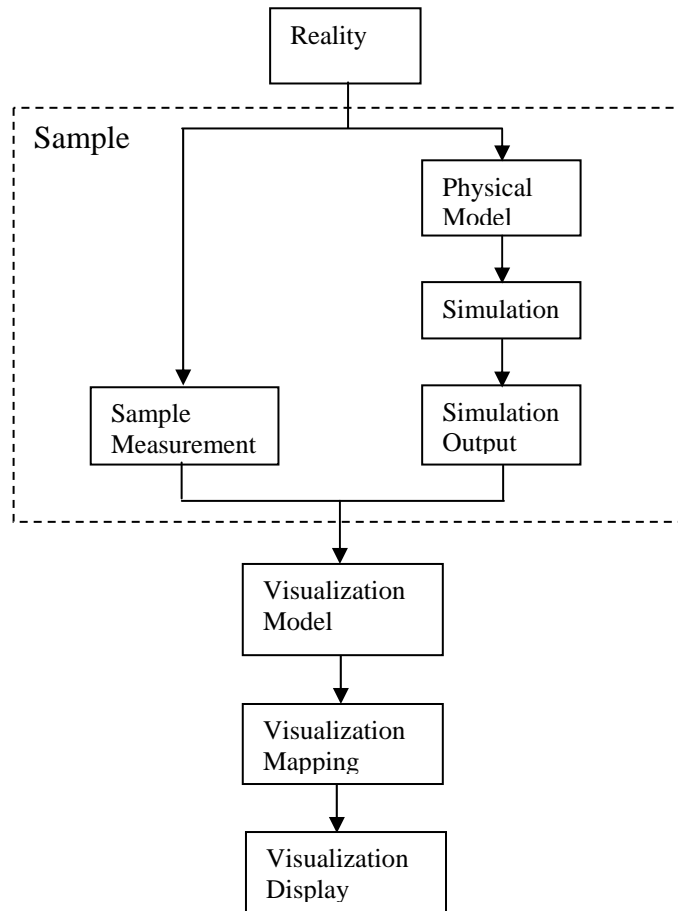 Reality
Sample
Physical
Model
Simulation
Sample
Measurement
Simulation
Output
Visualization
Model
Visualization
Mapping
Visualization
Display